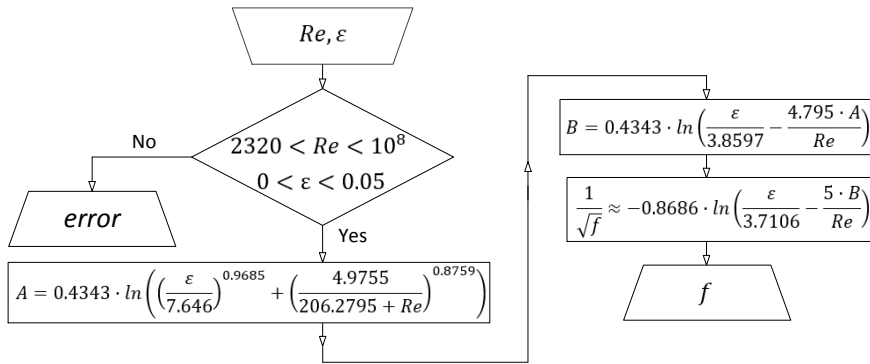 Re, ε
2320 < Re < 10⁸
0 < ε < 0.05
No
error
Yes
A = 0.4343 · ln((ε/7.646)^0.9685 + (4.9755/(206.2795 + Re))^0.8759)
B = 0.4343 · ln(ε/3.8597 − 4.795 · A/Re)
1/√f ≈ −0.8686 · ln(ε/3.7106 − 5 · B/Re)
f